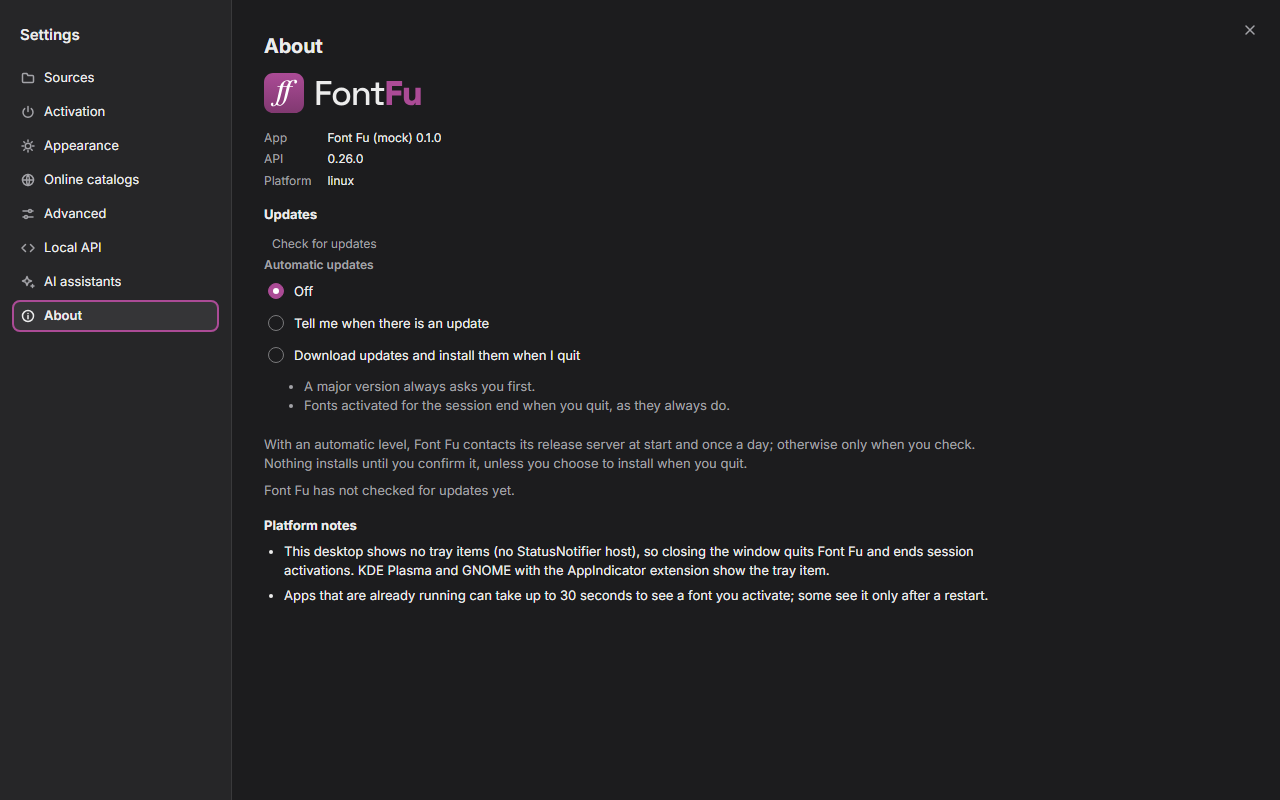 Settings
Sources
Activation
Appearance
Online catalogs
Advanced
Local API
AI assistants
About
About
ff FontFu
App Font Fu (mock) 0.1.0
API 0.26.0
Platform linux
Updates
Check for updates
Automatic updates
Off
Tell me when there is an update
Download updates and install them when I quit
• A major version always asks you first.
• Fonts activated for the session end when you quit, as they always do.
With an automatic level, Font Fu contacts its release server at start and once a day; otherwise only when you check.
Nothing installs until you confirm it, unless you choose to install when you quit.
Font Fu has not checked for updates yet.
Platform notes
• This desktop shows no tray items (no StatusNotifier host), so closing the window quits Font Fu and ends session
activations. KDE Plasma and GNOME with the AppIndicator extension show the tray item.
• Apps that are already running can take up to 30 seconds to see a font you activate; some see it only after a restart.